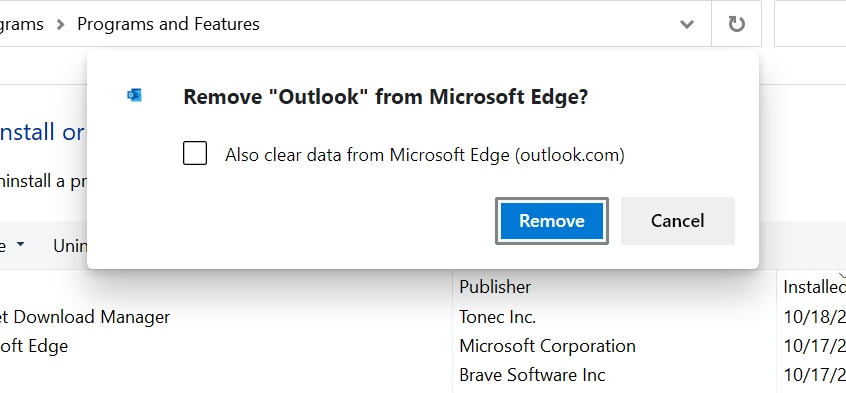 grams > Programs and Features
Remove "Outlook" from Microsoft Edge?
nstall or
Also clear data from Microsoft Edge (outlook.com)
ninstall a pr
Remove Cancel
e Unin
Publisher Installed
et Download Manager Tonec Inc. 10/18/2
oft Edge Microsoft Corporation 10/17/2
Brave Software Inc 10/17/2